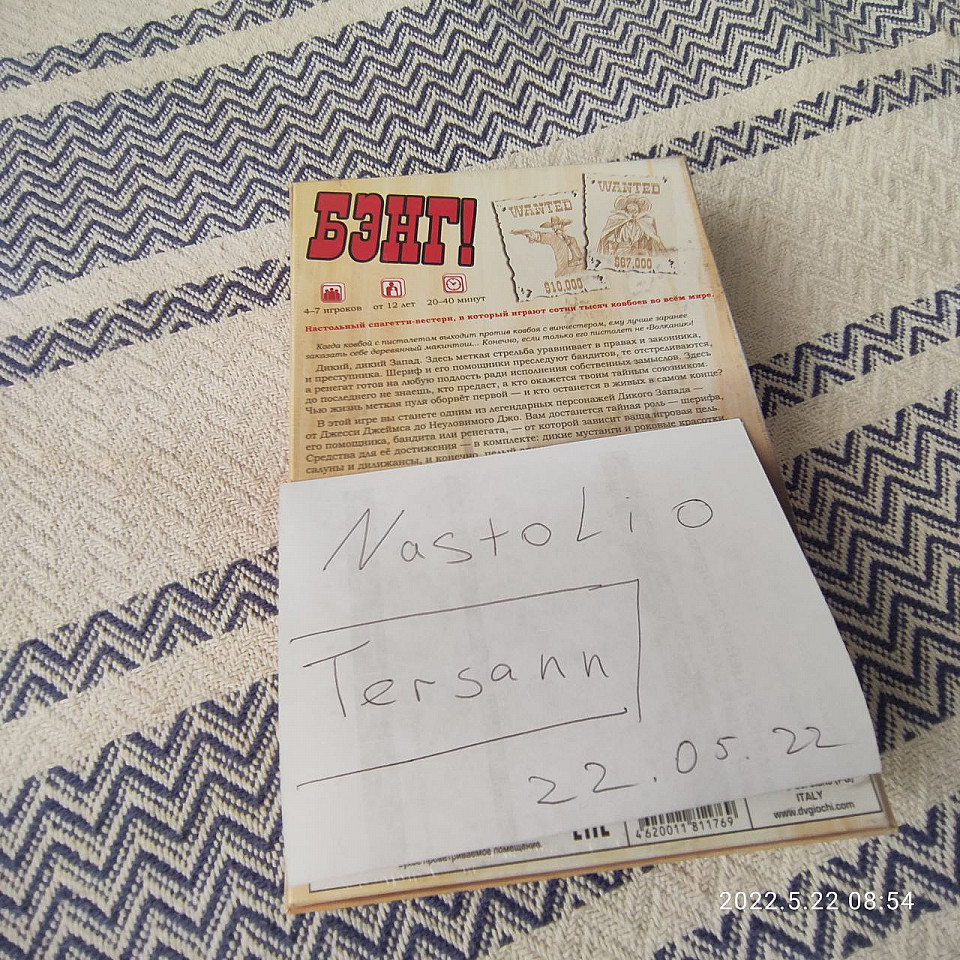 БЭНГ!
WANTED
$10,000
WANTED
$67,000
4-7 игроков
от 12 лет
20-40 минут
Настольный спагетти-вестерн, в который играют сотни тысяч ковбоев во всём мире.
Когда ковбой с пистолетом выходит против ковбоя с винчестером, ему лучше заранее
заказать себе деревянный макинтош... Конечно, если только его пистолет не «Волканик»!
Дикий, дикий Запад. Здесь меткая стрельба уравнивает в правах и законника,
и преступника. Шериф и его помощники преследуют бандитов, те отстреливаются,
а ренегат готов на любую подлость ради исполнения собственных замыслов. Здесь
до последнего не знаешь, кто предаст, а кто окажется твоим тайным союзником.
Чью жизнь меткая пуля оборвёт первой — и кто останется в живых в самом конце?
В этой игре вы станете одним из легендарных персонажей Дикого Запада —
от Джесси Джеймса до Неуловимого Джо. Вам достанется тайная роль — шерифа,
его помощника, бандита или ренегата, — от которой зависит ваша игровая цель.
Средства для её достижения — в комплекте: дикие мустанги и роковые красотки,
салуны и дилижансы, и конечно, целый
Nastolio
Tersann
22.05.22
ITALY
www.dvgiochi.com
4620011811769
проветриваемое помещение.
2022.5.22 08:54